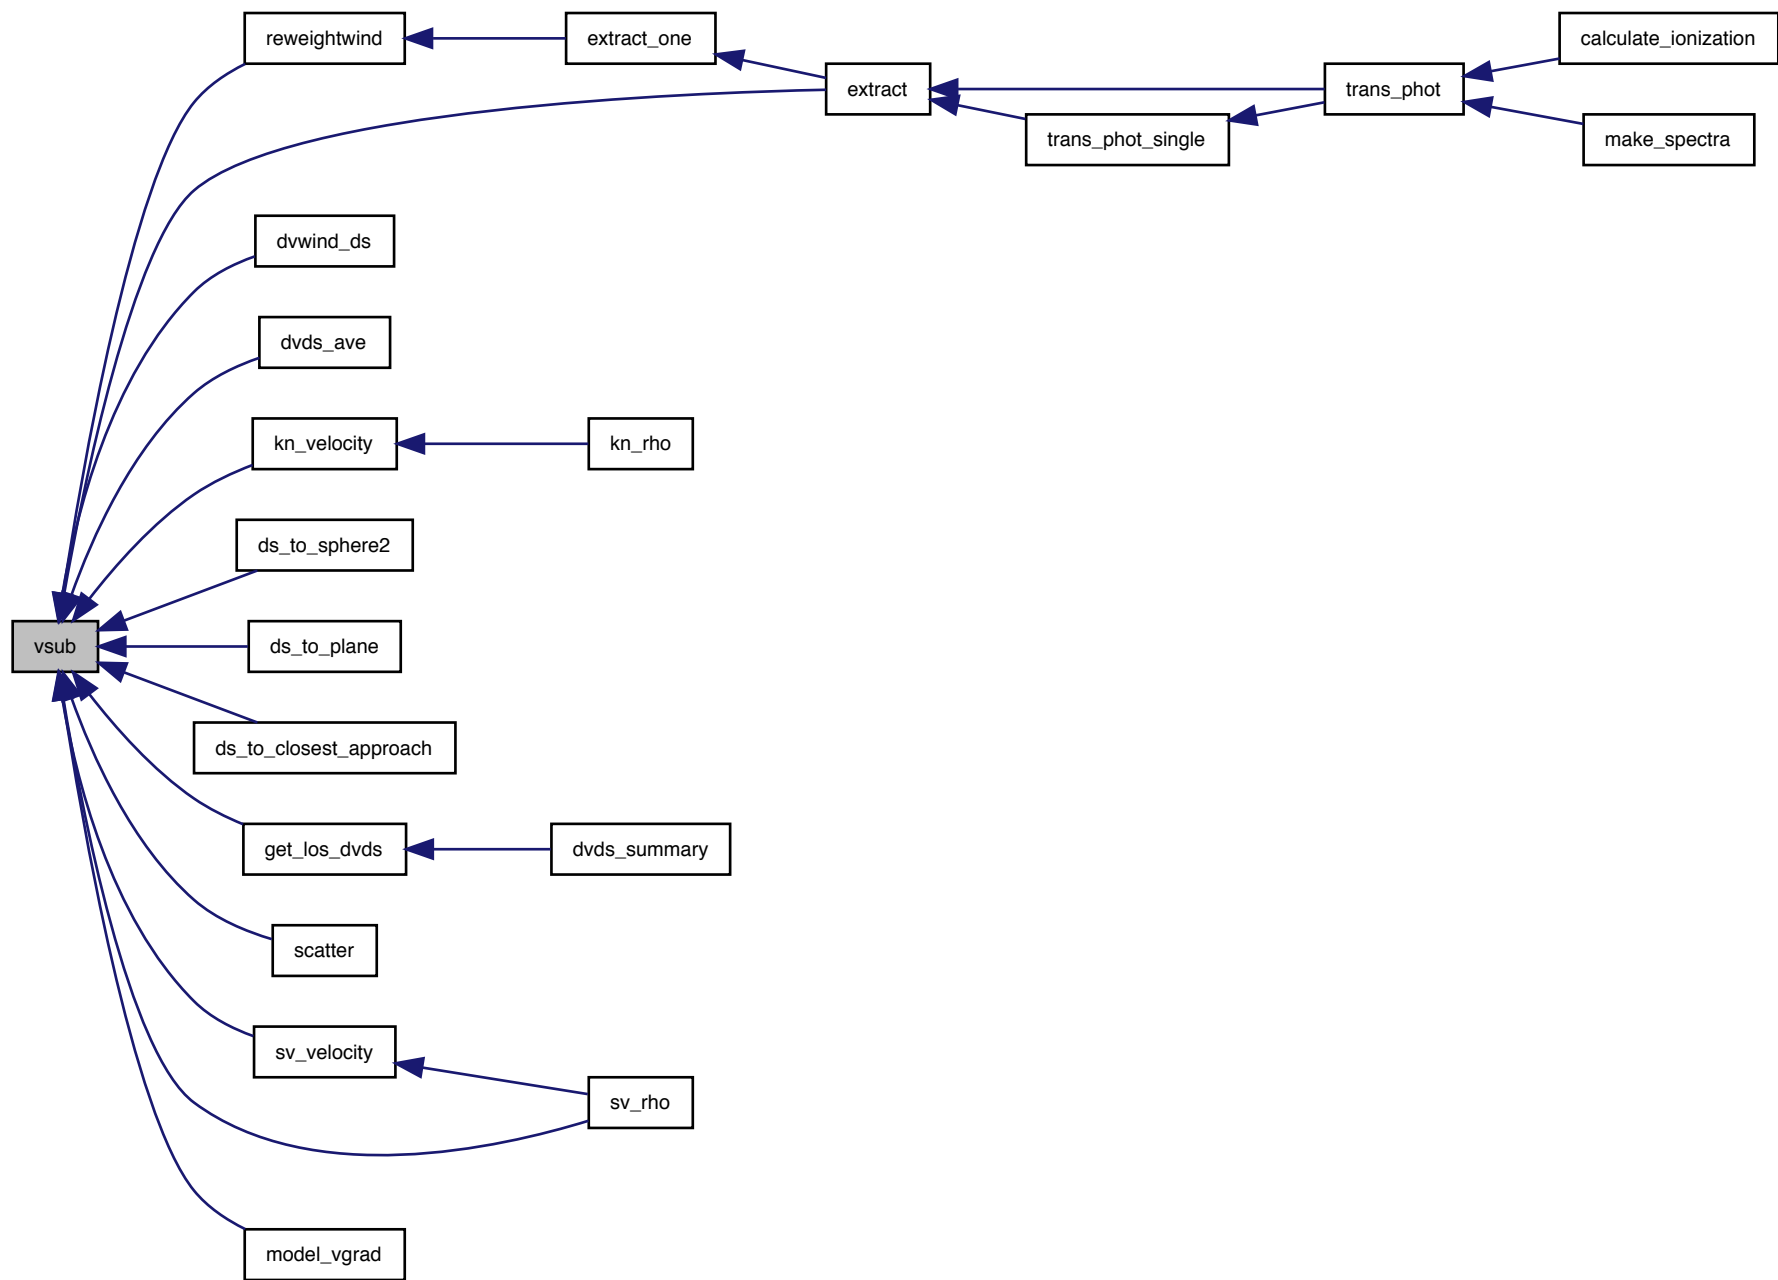 reweightwind
extract_one
calculate_ionization
extract
trans_phot
trans_phot_single
make_spectra
dvwind_ds
dvds_ave
kn_velocity
kn_rho
ds_to_sphere2
vsub
ds_to_plane
ds_to_closest_approach
get_los_dvds
dvds_summary
scatter
sv_velocity
sv_rho
model_vgrad